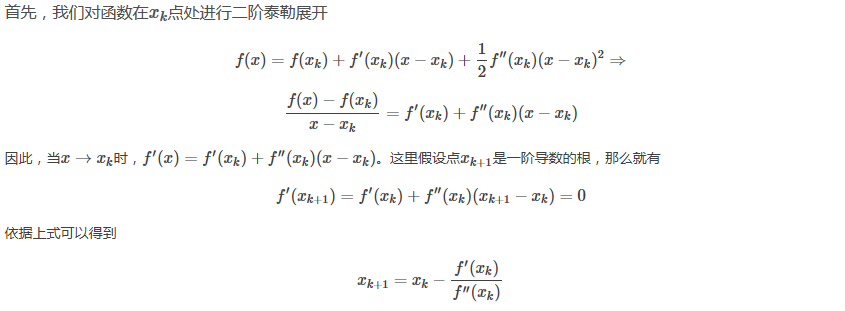 首先，我们对函数在$x_k$点处进行二阶泰勒展开
$f(x) = f(x_k) + f'(x_k)(x - x_k) + \frac{1}{2} f''(x_k)(x - x_k)^2 \Rightarrow$
$\frac{f(x) - f(x_k)}{x - x_k} = f'(x_k) + f''(x_k)(x - x_k)$
因此，当$x \to x_k$时，$f'(x) = f'(x_k) + f''(x_k)(x - x_k)$。这里假设点$x_{k+1}$是一阶导数的根，那么就有
$f'(x_{k+1}) = f'(x_k) + f''(x_k)(x_{k+1} - x_k) = 0$
依据上式可以得到
$x_{k+1} = x_k - \frac{f'(x_k)}{f''(x_k)}$